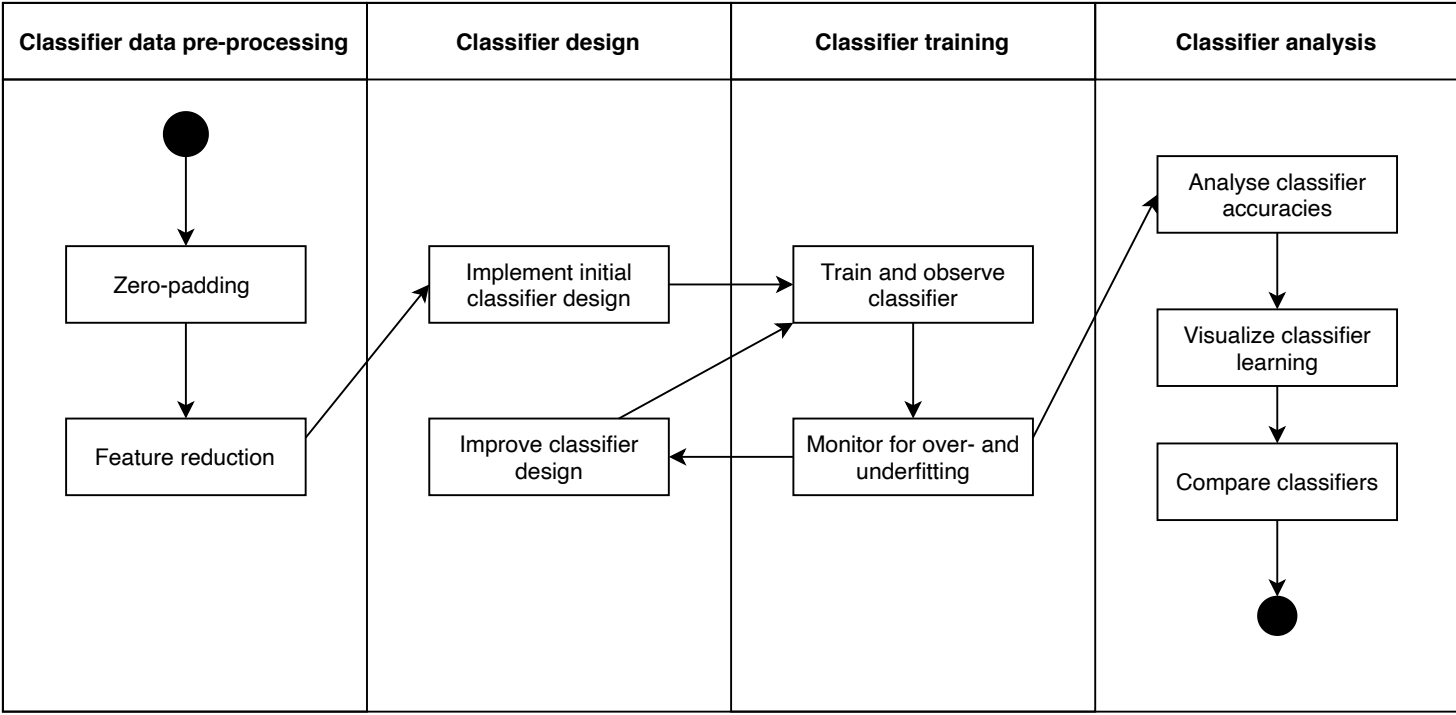 Classifier data pre-processing
Classifier design
Classifier training
Classifier analysis
Zero-padding
Feature reduction
Implement initial
classifier design
Improve classifier
design
Train and observe
classifier
Monitor for over- and
underfitting
Analyse classifier
accuracies
Visualize classifier
learning
Compare classifiers